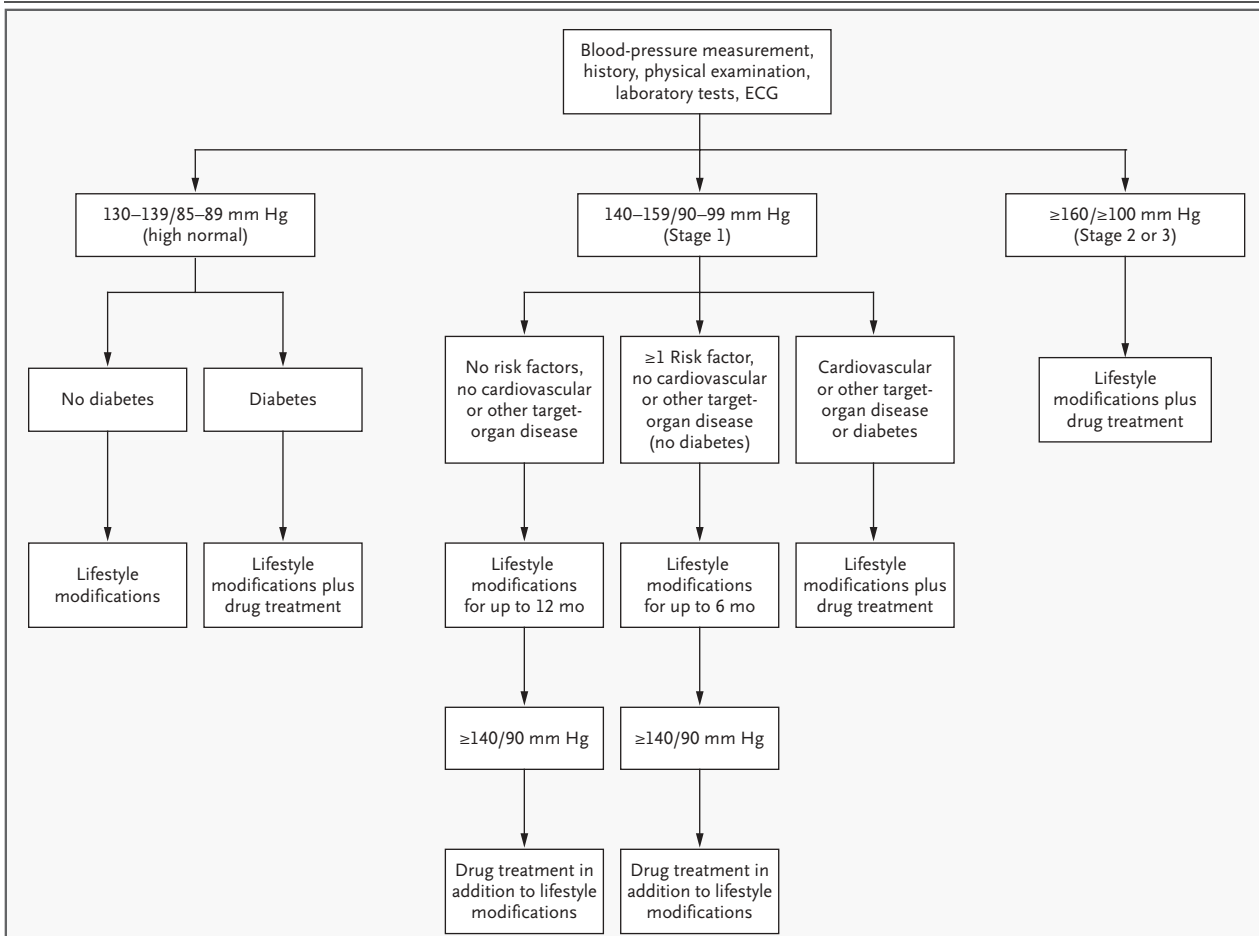 Blood-pressure measurement,
history, physical examination,
laboratory tests, ECG
130–139/85–89 mm Hg
(high normal)
140–159/90–99 mm Hg
(Stage 1)
≥160/≥100 mm Hg
(Stage 2 or 3)
No diabetes
Diabetes
No risk factors,
no cardiovascular
or other target-
organ disease
≥1 Risk factor,
no cardiovascular
or other target-
organ disease
(no diabetes)
Cardiovascular
or other target-
organ disease
or diabetes
Lifestyle
modifications plus
drug treatment
Lifestyle
modifications
Lifestyle
modifications plus
drug treatment
Lifestyle
modifications
for up to 12 mo
Lifestyle
modifications
for up to 6 mo
Lifestyle
modifications plus
drug treatment
≥140/90 mm Hg
≥140/90 mm Hg
Drug treatment in
addition to lifestyle
modifications
Drug treatment in
addition to lifestyle
modifications